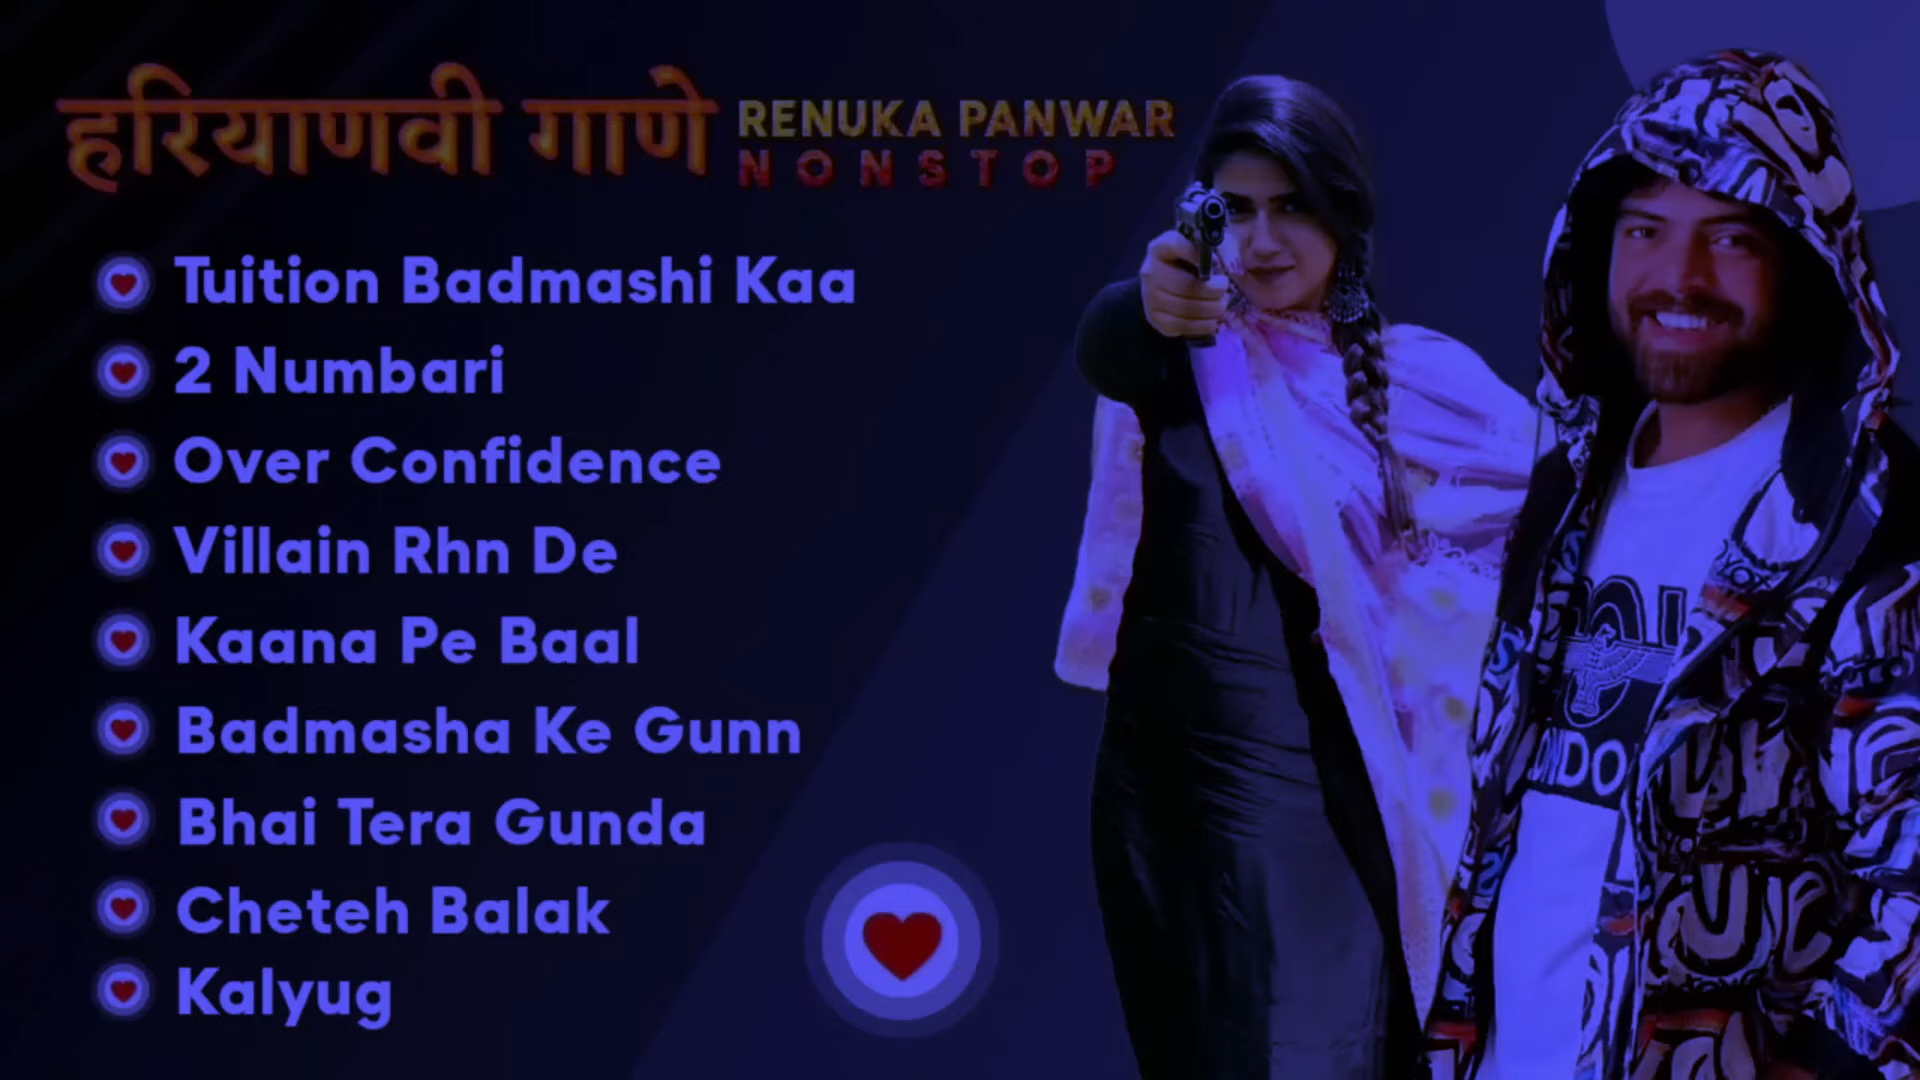 हरियाणवी गाणे
RENUKA PANWAR
NONSTOP
Tuition Badmashi Kaa
2 Numbari
Over Confidence
Villain Rhn De
Kaana Pe Baal
Badmasha Ke Gunn
Bhai Tera Gunda
Cheteh Balak
Kalyug